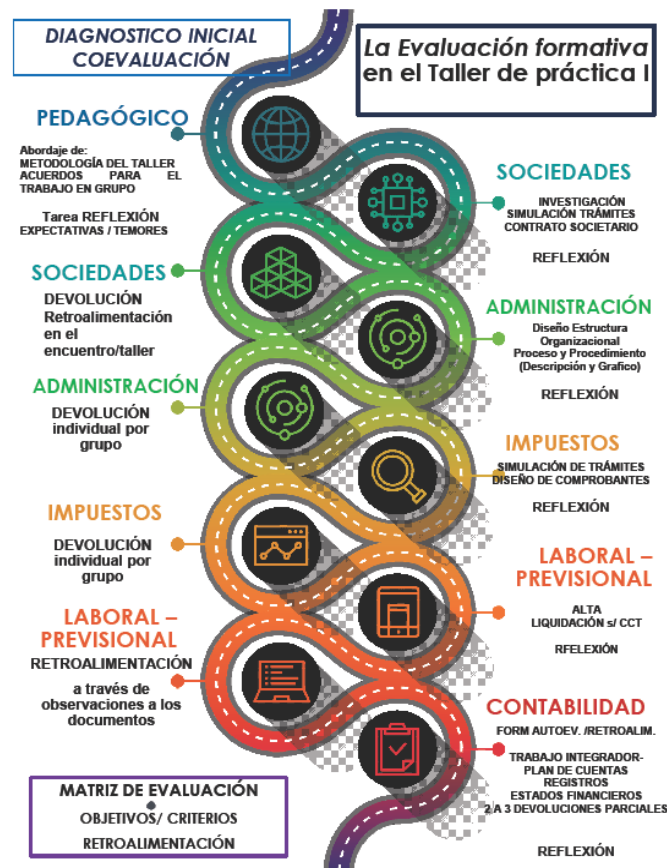 DIAGNOSTICO INICIAL
COEVALUACIÓN
La Evaluación formativa
en el Taller de práctica I
PEDAGÓGICO
Abordaje de:
METODOLOGÍA DEL TALLER
ACUERDOS PARA EL
TRABAJO EN GRUPO
Tarea REFLEXIÓN
EXPECTATIVAS / TEMORES
SOCIEDADES
INVESTIGACIÓN
SIMULACIÓN TRÁMITES
CONTRATO SOCIETARIO
REFLEXIÓN
SOCIEDADES
DEVOLUCIÓN
Retroalimentación
en el
encuentro/taller
ADMINISTRACIÓN
Diseño Estructura
Organizacional
Proceso y Procedimiento
(Descripción y Grafico)
REFLEXIÓN
ADMINISTRACIÓN
DEVOLUCIÓN
individual por
grupo
IMPUESTOS
SIMULACIÓN DE TRÁMITES
DISEÑO DE COMPROBANTES
REFLEXIÓN
IMPUESTOS
DEVOLUCIÓN
individual por
grupo
LABORAL –
PREVISIONAL
ALTA
LIQUIDACIÓN s/ CCT
RFELEXIÓN
LABORAL –
PREVISIONAL
RETROALIMENTACIÓN
a través de
observaciones a los
documentos
CONTABILIDAD
FORM AUTOEV. /RETROALIM.
TRABAJO INTEGRADOR-
PLAN DE CUENTAS
REGISTROS
ESTADOS FINANCIEROS
2 A 3 DEVOLUCIONES PARCIALES
REFLEXIÓN
MATRIZ DE EVALUACIÓN
OBJETIVOS/ CRITERIOS
RETROALIMENTACIÓN